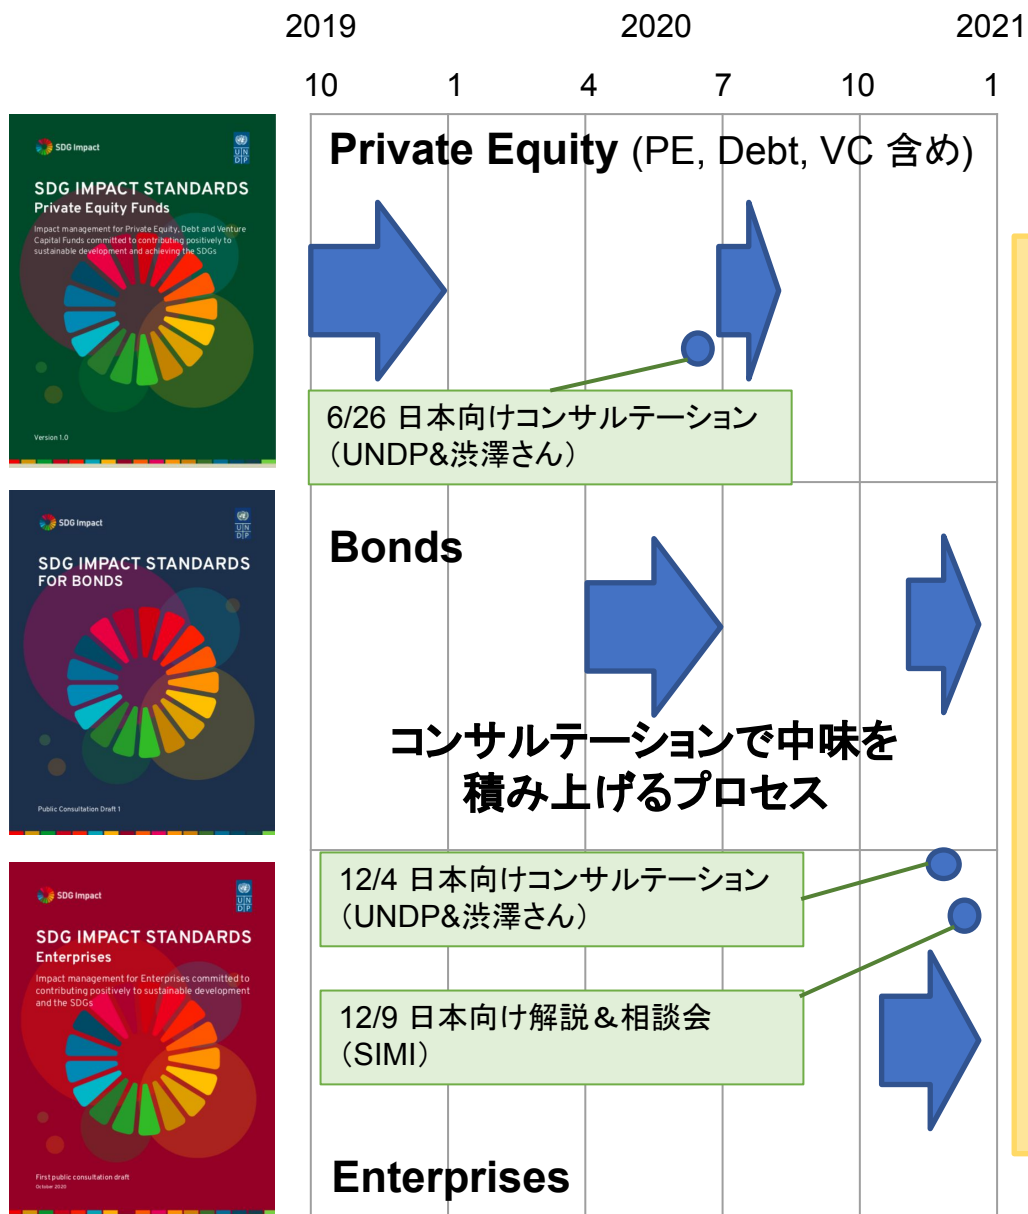 2019 2020 2021
10 1 4 7 10 1
SDG Impact
UN
DP
SDG IMPACT STANDARDS
Private Equity Funds
Impact management for Private Equity, Debt and Venture
Capital Funds committed to contributing positively to
sustainable development and achieving the SDGs
Version 1.0
Private Equity (PE, Debt, VC 含め)
6/26 日本向けコンサルテーション
（UNDP&渋澤さん）
SDG Impact
UN
DP
SDG IMPACT STANDARDS
FOR BONDS
Public Consultation Draft 1
Bonds
コンサルテーションで中味を
積み上げるプロセス
SDG Impact
UN
DP
SDG IMPACT STANDARDS
Enterprises
Impact management for Enterprises committed to
contributing positively to sustainable development
and the SDGs
First public consultation draft
October 2020
12/4 日本向けコンサルテーション
（UNDP&渋澤さん）
12/9 日本向け解説＆相談会
（SIMI）
Enterprises